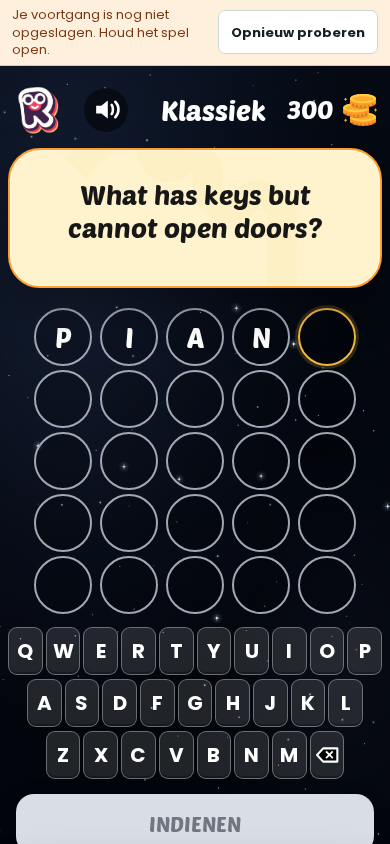 Je voortgang is nog niet
opgeslagen. Houd het spel
open.
Opnieuw proberen
R
Klassiek 300
What has keys but
cannot open doors?
P I A N
Q W E R T Y U I O P
A S D F G H J K L
Z X C V B N M
INDIENEN